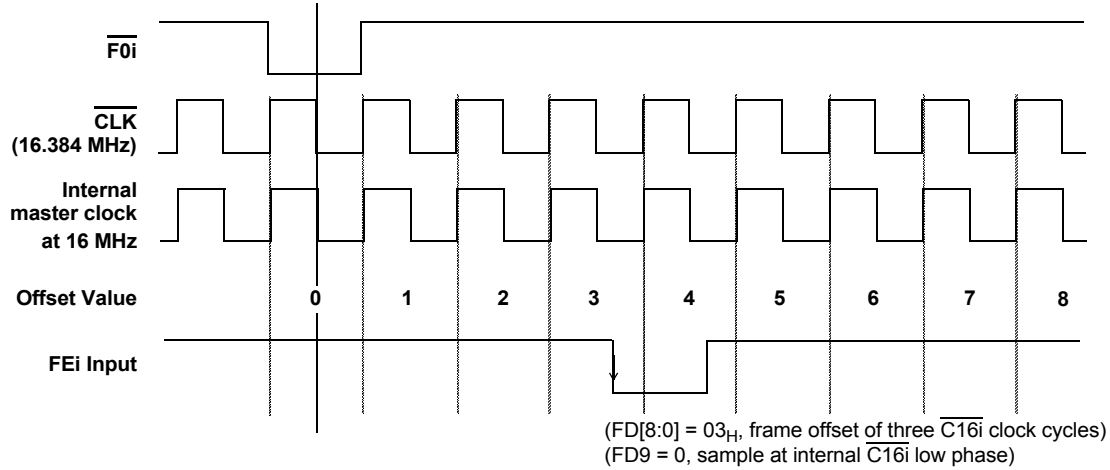 F0i
CLK
(16.384 MHz)
Internal
master clock
at 16 MHz
Offset Value 0 1 2 3 4 5 6 7 8
FEi Input
(FD[8:0] = 03H, frame offset of three C16i clock cycles)
(FD9 = 0, sample at internal C16i low phase)